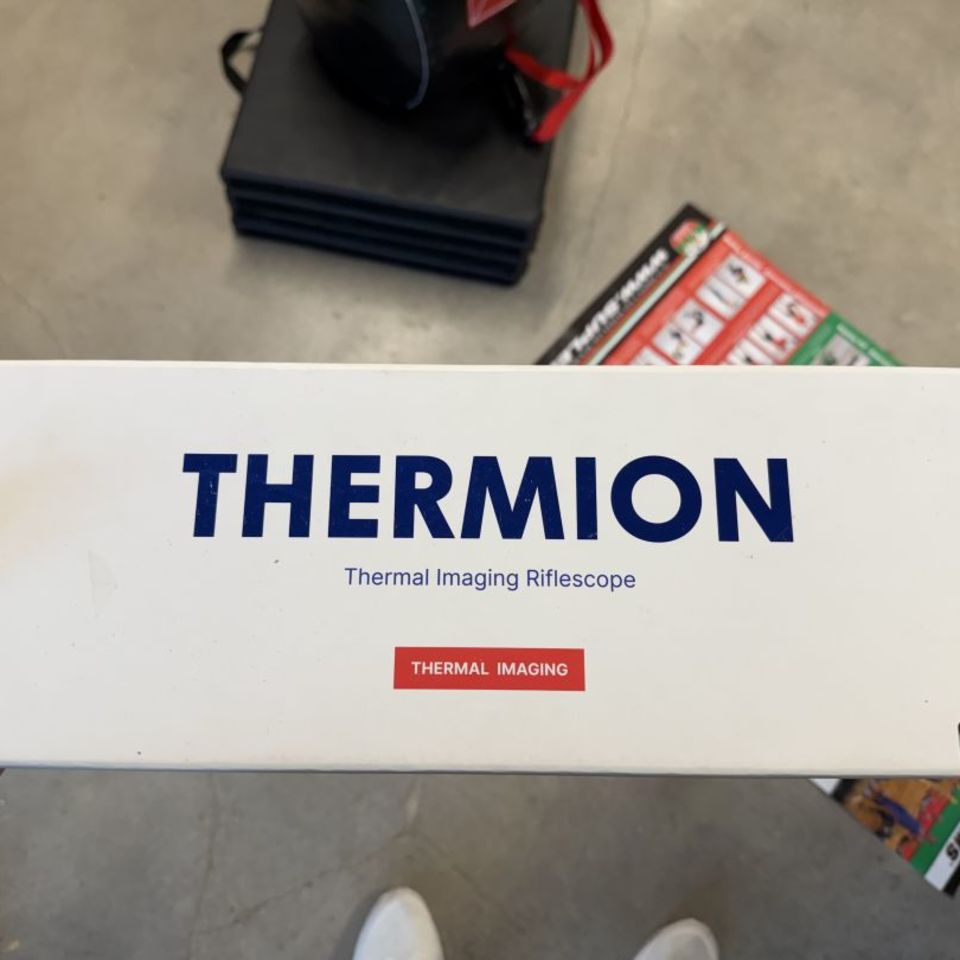 THERMION
Thermal Imaging Riflescope
THERMAL IMAGING